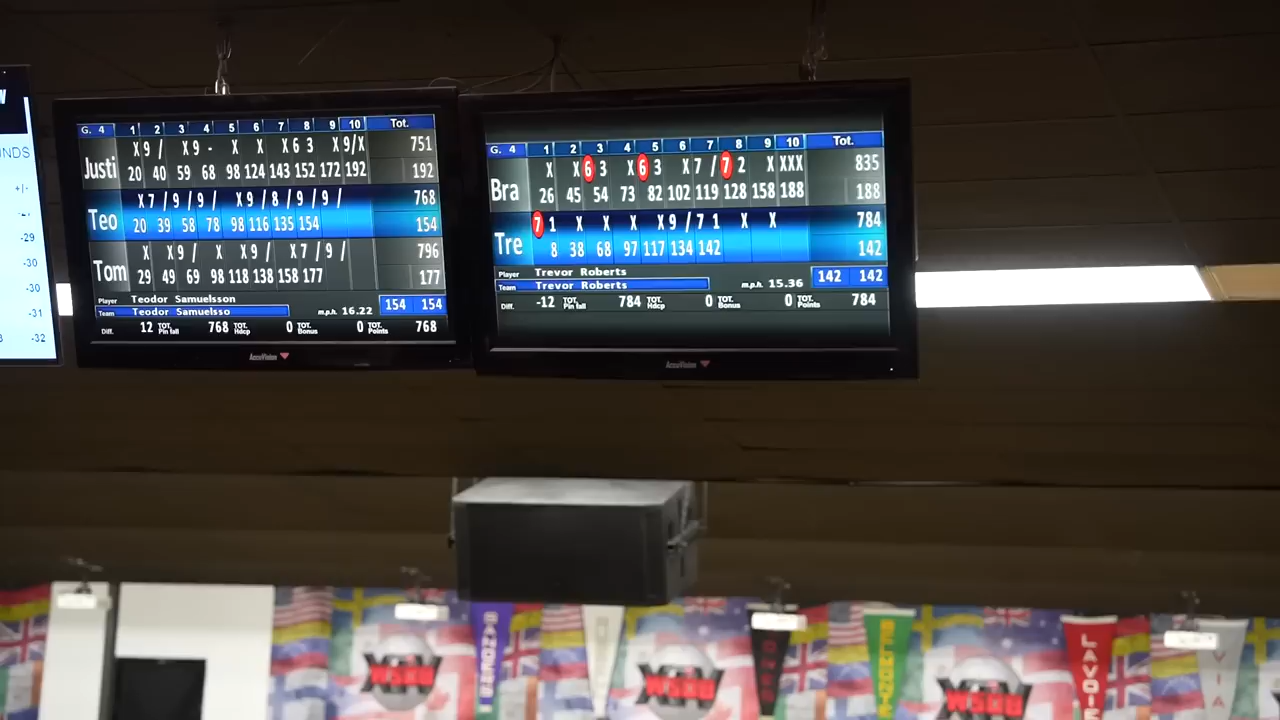 G. 4 1 2 3 4 5 6 7 8 9 10 Tot.
Justi X 9 / X 9 - X X X 6 3 X 9/X 751
20 40 59 68 98 124 143 152 172 192 192
Teo X 7 / 9 / 9 / X 9 / 8 / 9 / 9 / 768
20 39 58 78 98 116 135 154 154
Tom X X 9 / X X 9 / X 7 / 9 / 796
29 49 69 98 118 138 158 177 177
Player Teodor Samuelsson
Team Teodor Samuelsso m.p.h. 16.22 154 154
Diff. 12 TOT. Pin fall 768 TOT. Hdcp 0 TOT. Bonus 0 TOT. Points 768
AccuVision
G. 4 1 2 3 4 5 6 7 8 9 10 Tot.
Bra X X 6 3 X 6 3 X 7 / 7 2 X XXX 835
26 45 54 73 82 102 119 128 158 188 188
Tre 7 1 X X X X 9 / 7 1 X X 784
8 38 68 97 117 134 142 142
Player Trevor Roberts
Team Trevor Roberts m.p.h. 15.36 142 142
Diff. -12 TOT. Pin fall 784 TOT. Hdcp 0 TOT. Bonus 0 TOT. Points 784
AccuVision
NDS
+|-
-29
-30
-30
-31
-32
LAVOIE